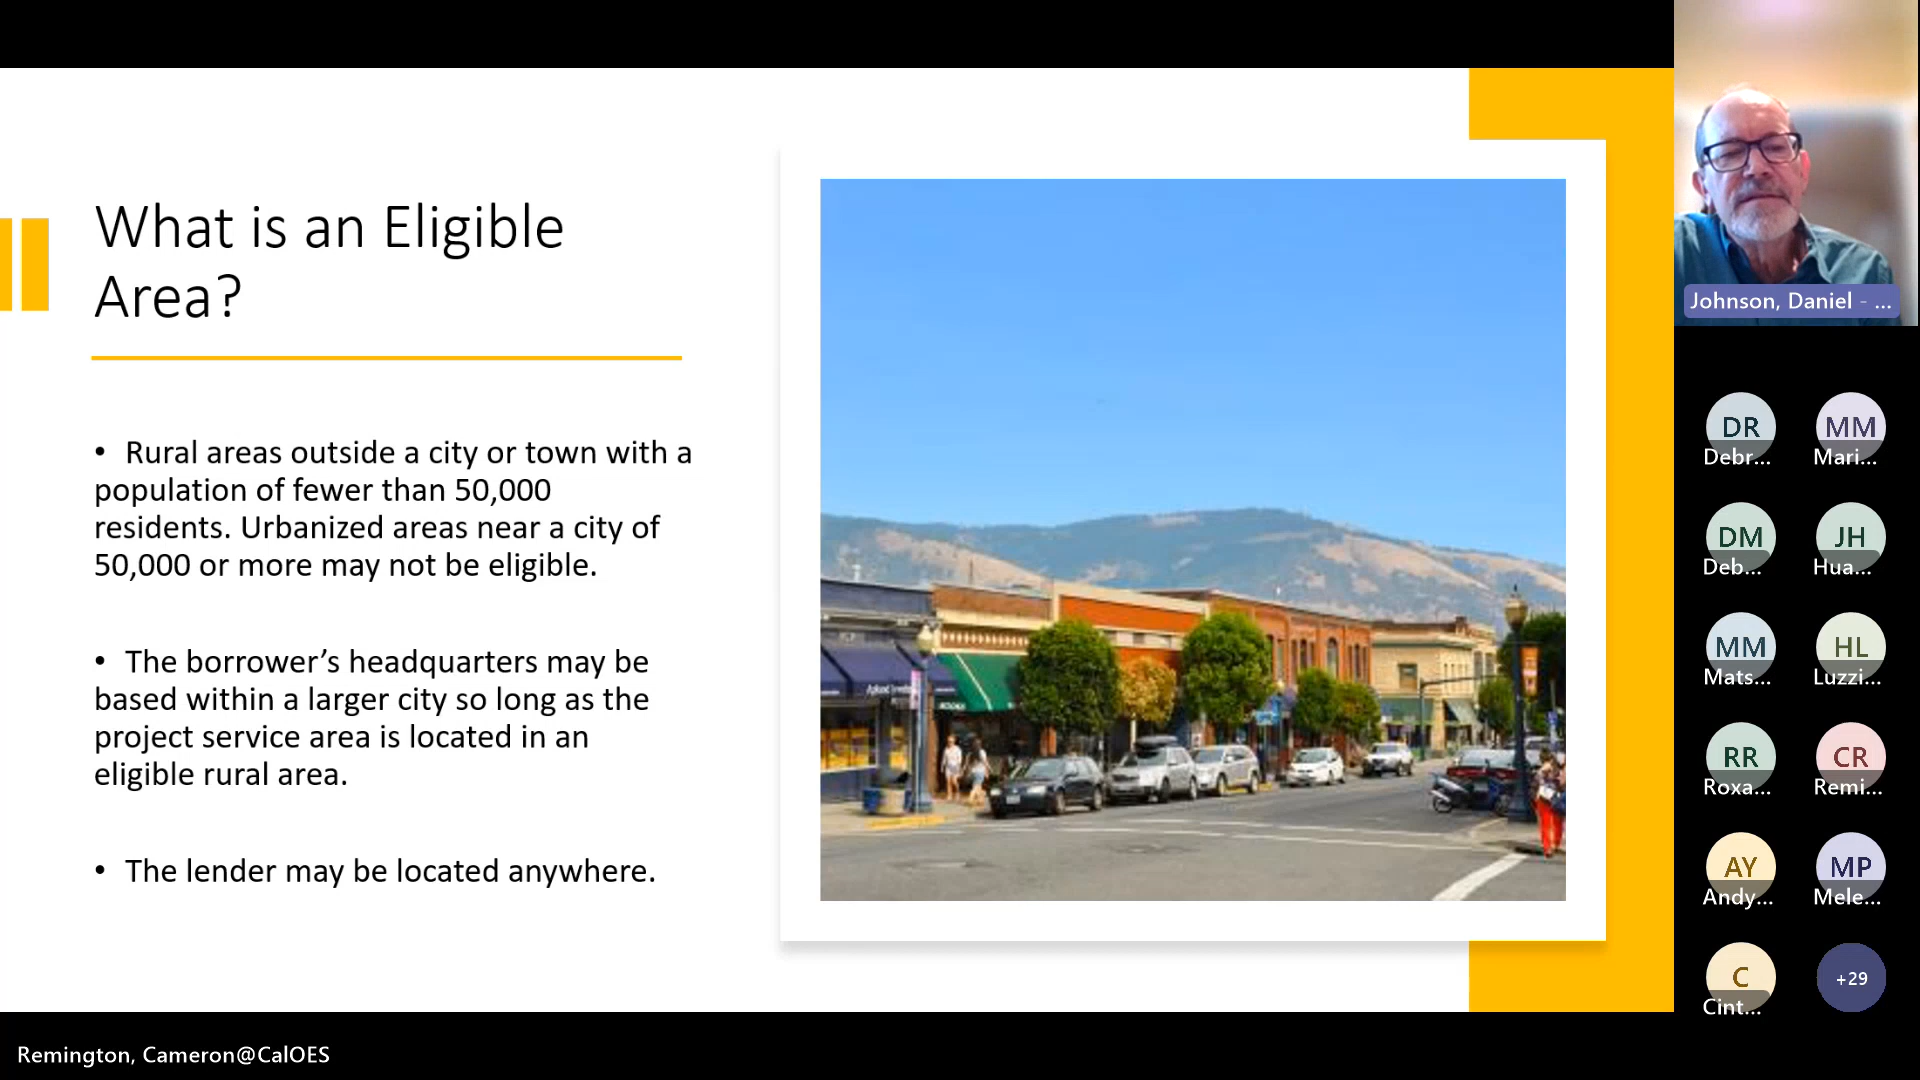 What is an Eligible
Area?
• Rural areas outside a city or town with a
population of fewer than 50,000
residents. Urbanized areas near a city of
50,000 or more may not be eligible.
• The borrower’s headquarters may be
based within a larger city so long as the
project service area is located in an
eligible rural area.
• The lender may be located anywhere.
Johnson, Daniel - ...
DR
Debr...
MM
Mari...
DM
Deb...
JH
Hua...
MM
Mats...
HL
Luzzi...
RR
Roxa...
CR
Remi...
AY
Andy...
MP
Mele...
C
Cint...
+29
Remington, Cameron@CalOES